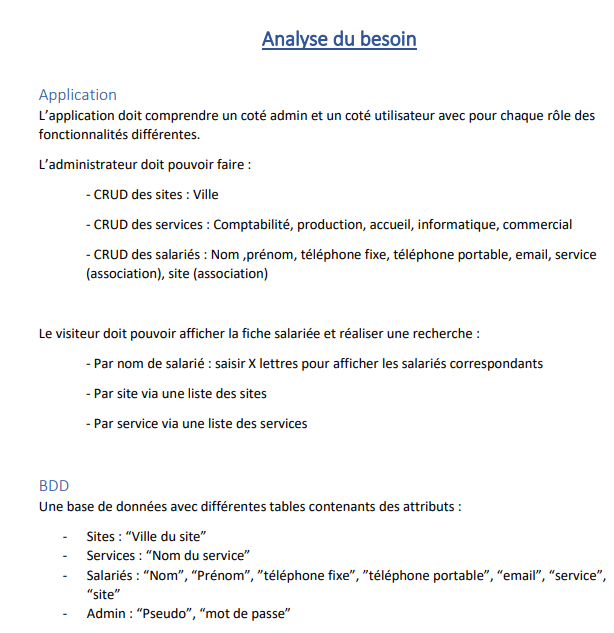 Analyse du besoin
Application
L’application doit comprendre un coté admin et un coté utilisateur avec pour chaque rôle des
fonctionnalités différentes.
L’administrateur doit pouvoir faire :
- CRUD des sites : Ville
- CRUD des services : Comptabilité, production, accueil, informatique, commercial
- CRUD des salariés : Nom ,prénom, téléphone fixe, téléphone portable, email, service
(association), site (association)
Le visiteur doit pouvoir afficher la fiche salariée et réaliser une recherche :
- Par nom de salarié : saisir X lettres pour afficher les salariés correspondants
- Par site via une liste des sites
- Par service via une liste des services
BDD
Une base de données avec différentes tables contenants des attributs :
- Sites : “Ville du site”
- Services : “Nom du service”
- Salariés : “Nom”, “Prénom”, ”téléphone fixe”, ”téléphone portable”, “email”, “service”,
“site”
- Admin : “Pseudo”, “mot de passe”